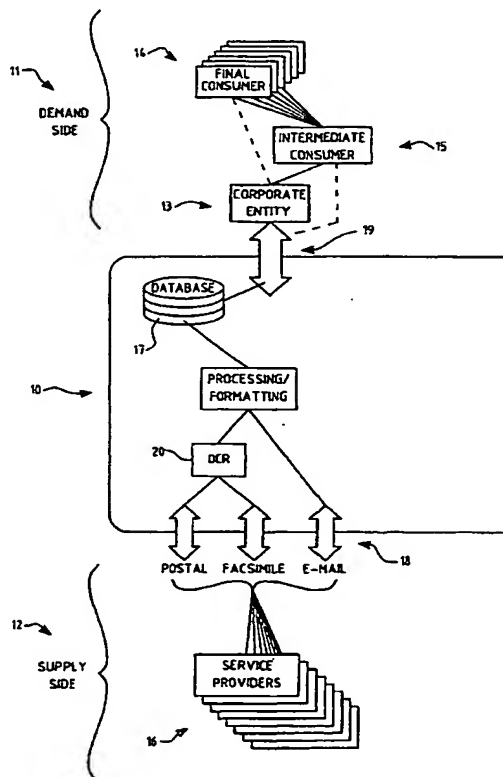 14
11
FINAL
CONSUMER
DEMAND
SIDE
INTERMEDIATE
CONSUMER
15
CORPORATE
ENTITY
13
19
DATABASE
17
PROCESSING/
FORMATTING
10
20
OCR
18
POSTAL
FACSIMILE
E-MAIL
12
SUPPLY
SIDE
SERVICE
PROVIDERS
16